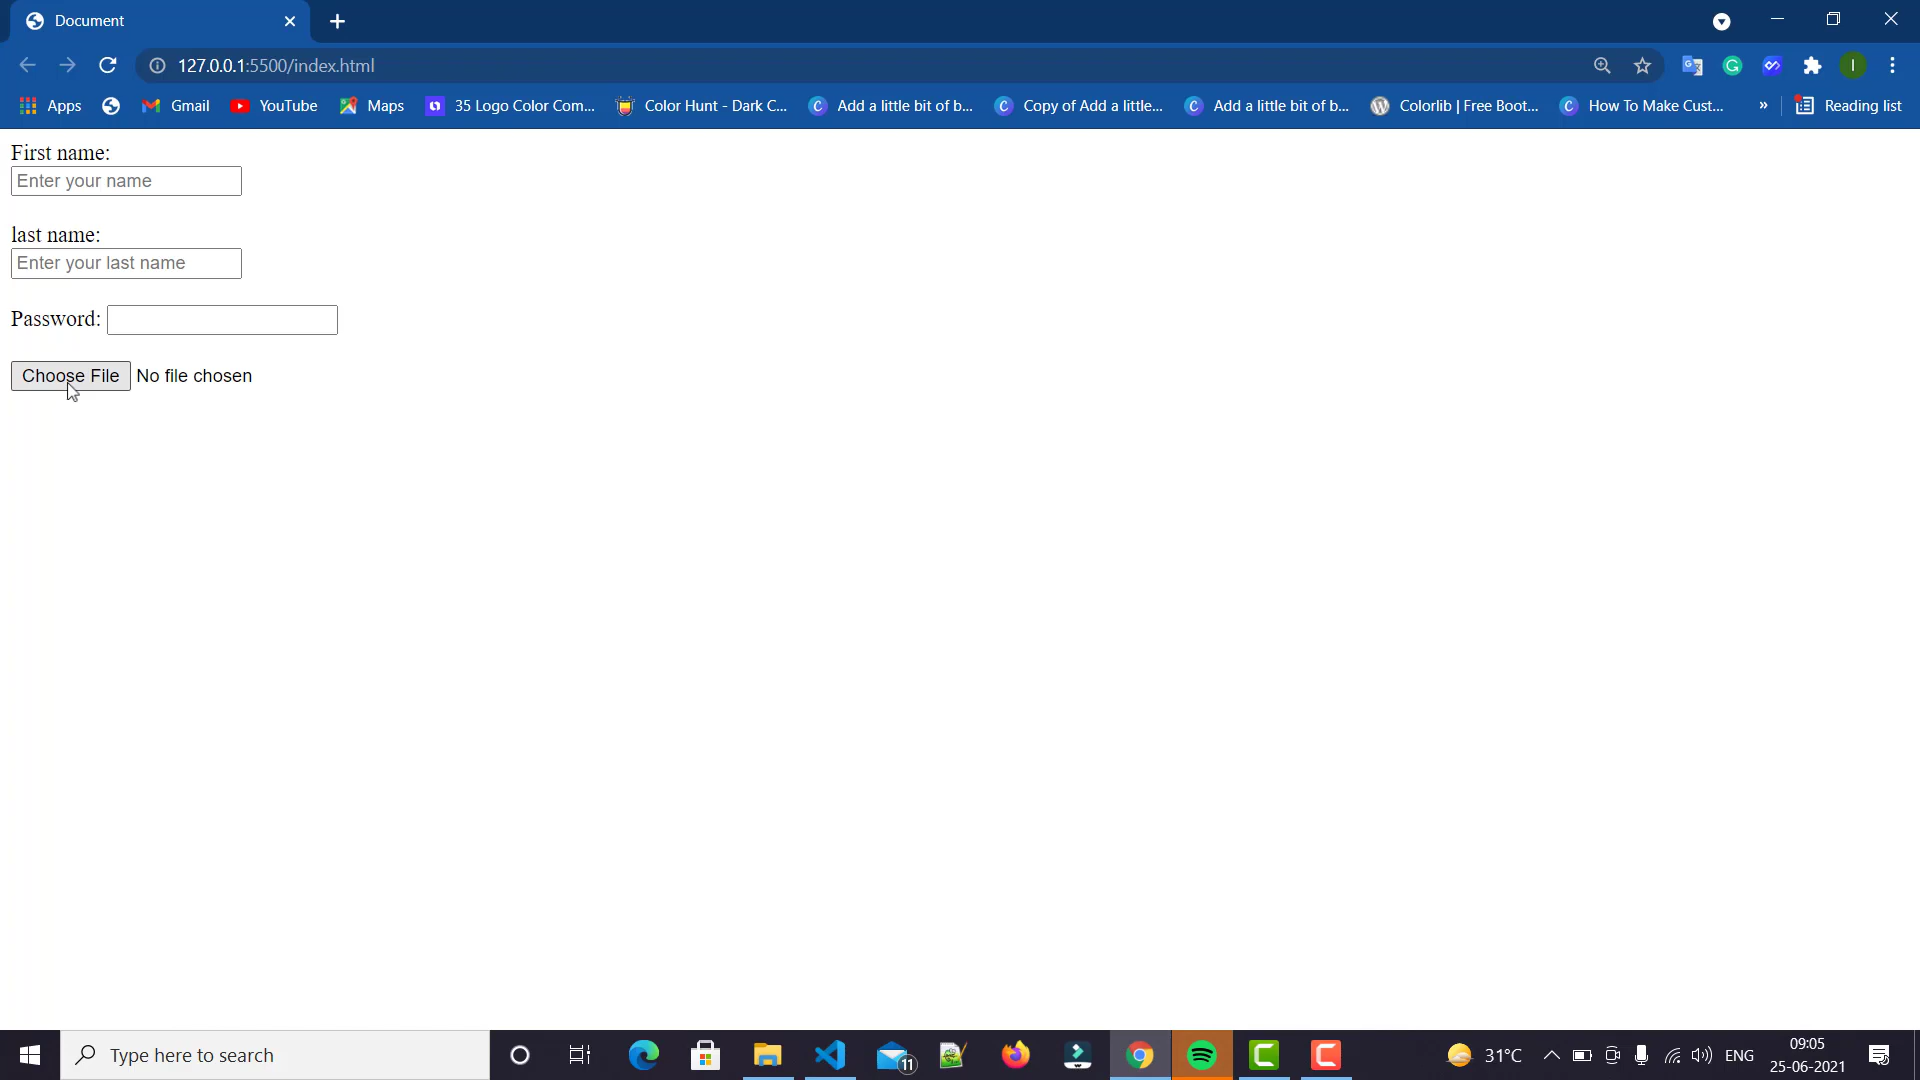 Document
127.0.0.1:5500/index.html
Apps Gmail YouTube Maps 35 Logo Color Com... Color Hunt - Dark C... Add a little bit of b... Copy of Add a little... Add a little bit of b... Colorlib | Free Boot... How To Make Cust... » Reading list
First name:
Enter your name
last name:
Enter your last name
Password:
Choose File No file chosen
Type here to search
11
31°C
ENG
09:05
25-06-2021